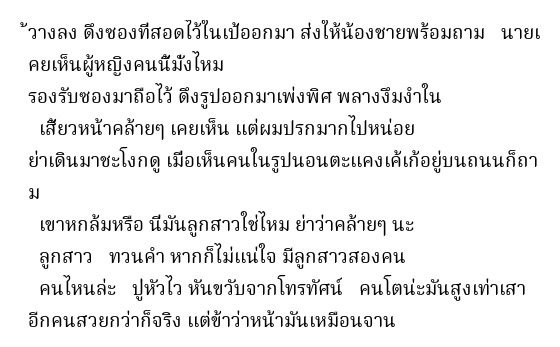 ้วางลง ดึงซองที่สอดไว้ในเป้ออกมา ส่งให้น้องชายพร้อมถาม   นายเ
คยเห็นผู้หญิงคนนี้มั่งไหม
รองรับซองมาถือไว้ ดึงรูปออกมาเพ่งพิศ พลางงึมงำใน
เสี้ยวหน้าคล้ายๆ เคยเห็น แต่ผมปรกมากไปหน่อย
ย่าเดินมาชะโงกดู เมื่อเห็นคนในรูปนอนตะแคงเค้เก้อยู่บนถนนก็ถา
ม
เขาหกล้มหรือ นี่มันลูกสาวใช่ไหม ย่าว่าคล้ายๆ นะ
ลูกสาว   ทวนคำ หากก็ไม่แน่ใจ มีลูกสาวสองคน
คนไหนล่ะ   ปู่หัวไว หันขวับจากโทรทัศน์   คนโตน่ะมันสูงเท่าเสา
อีกคนสวยกว่าก็จริง แต่ข้าว่าหน้ามันเหมือนจาน